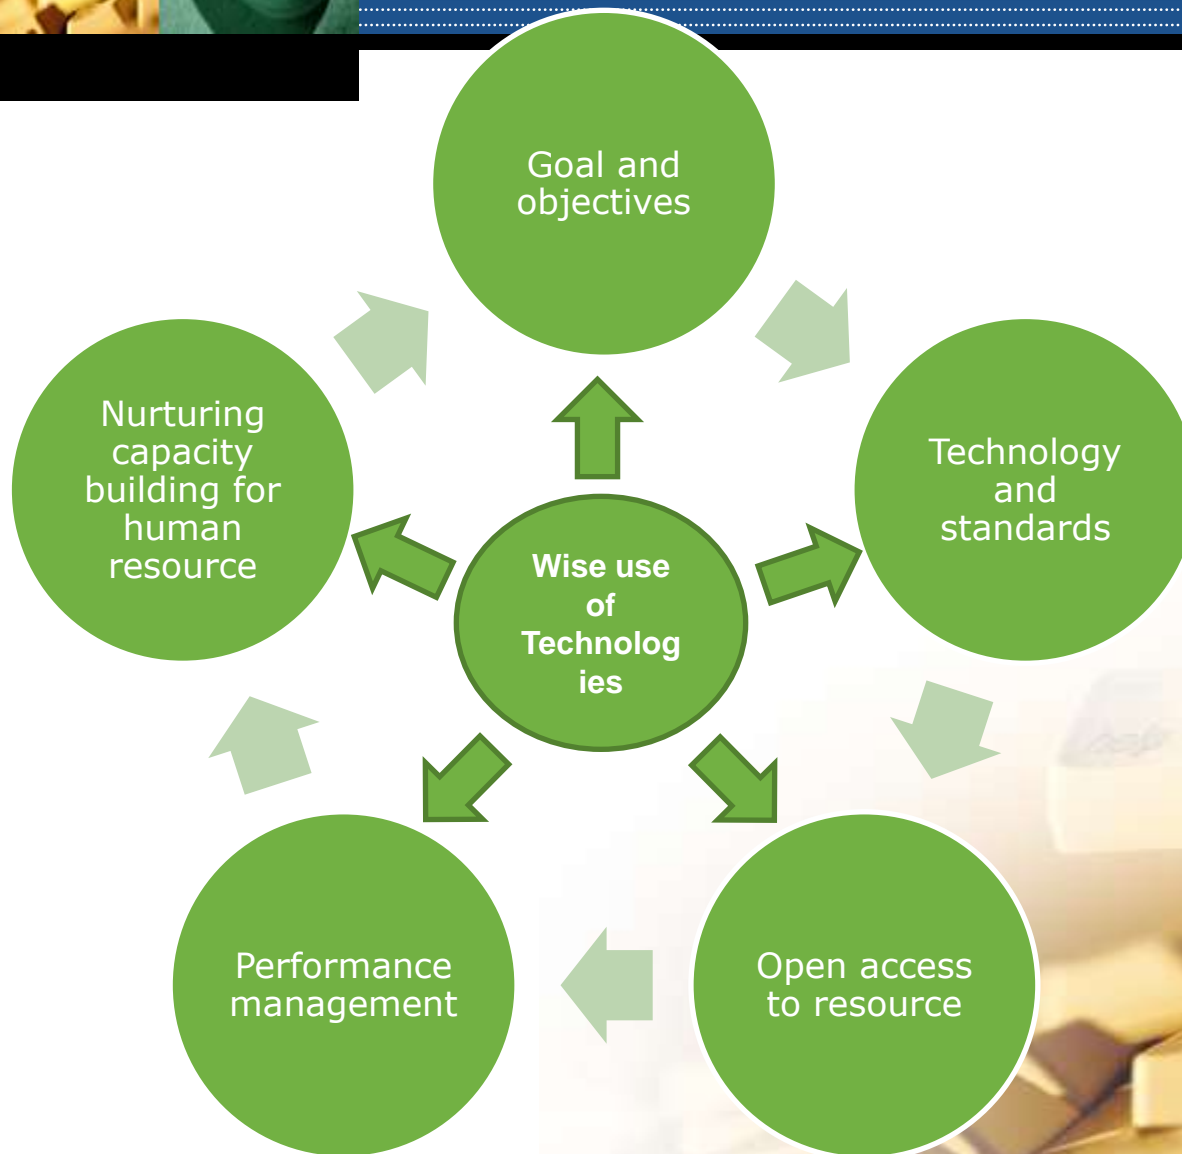 Goal and
objectives
Nurturing
capacity
building for
human
resource
Technology
and
standards
Wise use
of
Technolog
ies
Performance
management
Open access
to resource